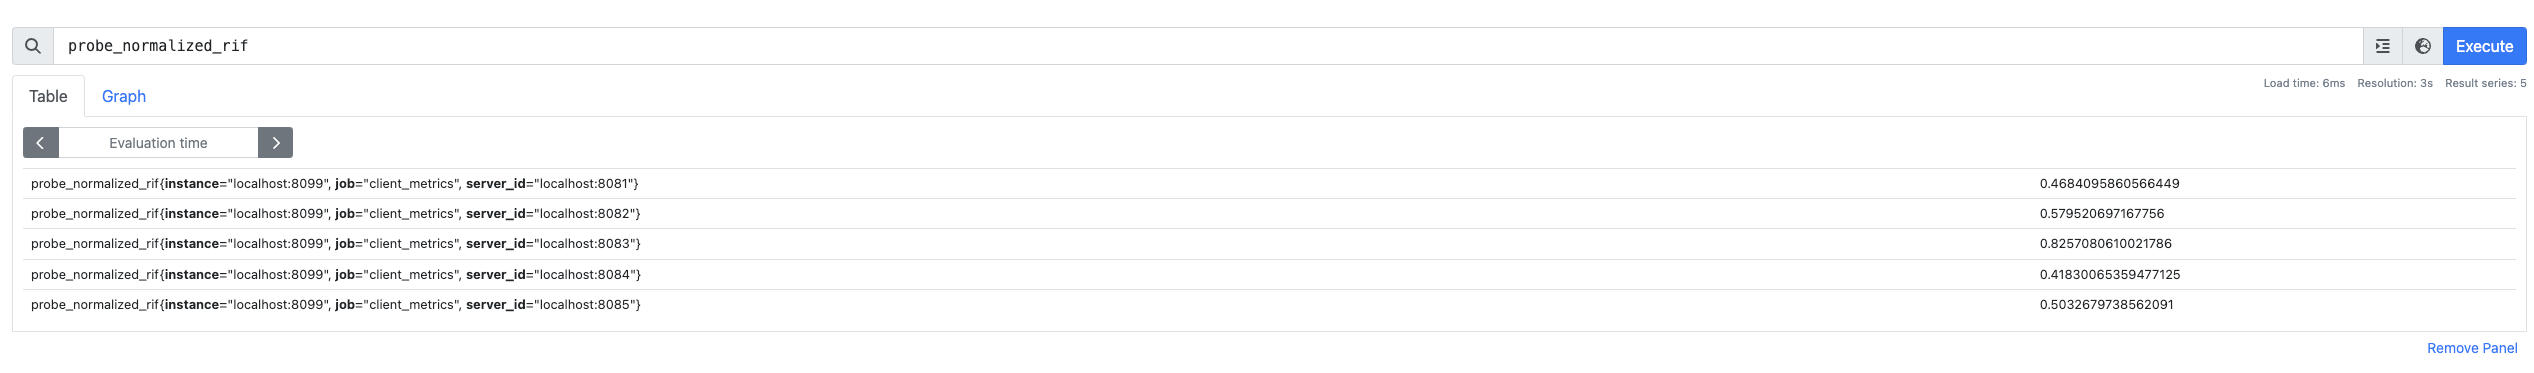 probe_normalized_rif
Execute
Table Graph
Load time: 6ms Resolution: 3s Result series: 5
Evaluation time
probe_normalized_rif{instance="localhost:8099", job="client_metrics", server_id="localhost:8081"} 0.4684095860566449
probe_normalized_rif{instance="localhost:8099", job="client_metrics", server_id="localhost:8082"} 0.579520697167756
probe_normalized_rif{instance="localhost:8099", job="client_metrics", server_id="localhost:8083"} 0.8257080610021786
probe_normalized_rif{instance="localhost:8099", job="client_metrics", server_id="localhost:8084"} 0.41830065359477125
probe_normalized_rif{instance="localhost:8099", job="client_metrics", server_id="localhost:8085"} 0.5032679738562091
Remove Panel